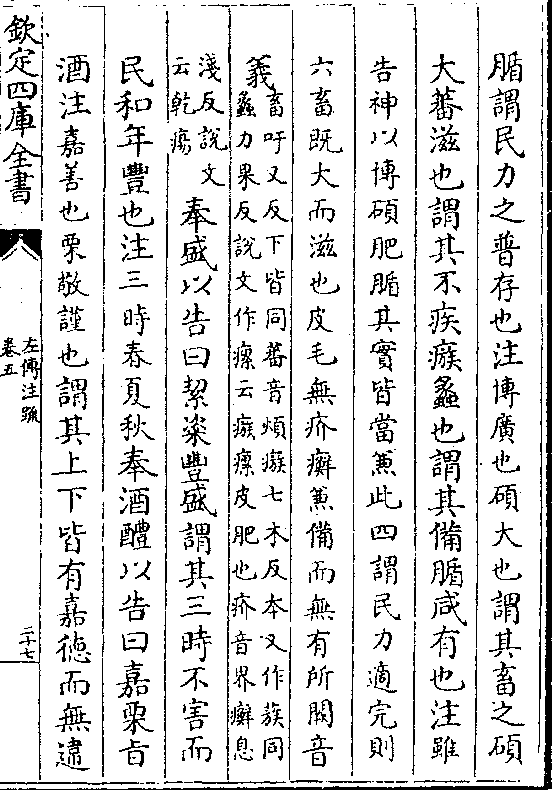 腯謂民力之普存也注博廣也碩大也謂其畜之碩
大蕃滋也謂其不疾瘯蠡也謂其備腯咸有也注雖
告神以博碩肥腯其實皆當兼此四謂民力適完則
六畜既大而滋也皮毛無疥癬兼備而無有所闕音
義畜吁又反下皆同蕃音煩瘯七木反本又作蔟同
蠡力果反說文作瘰云瘯瘰皮肥也疥音界癬息
淺反說文
云乾瘍
奉盛以告曰絜粢豐盛謂其三時不害而
民和年豐也注三時春夏秋奉酒醴以告曰嘉栗旨
酒注嘉善也栗敬謹也謂其上下皆有嘉德而無違
欽定四庫全書
左傳注疏
卷五
二十七